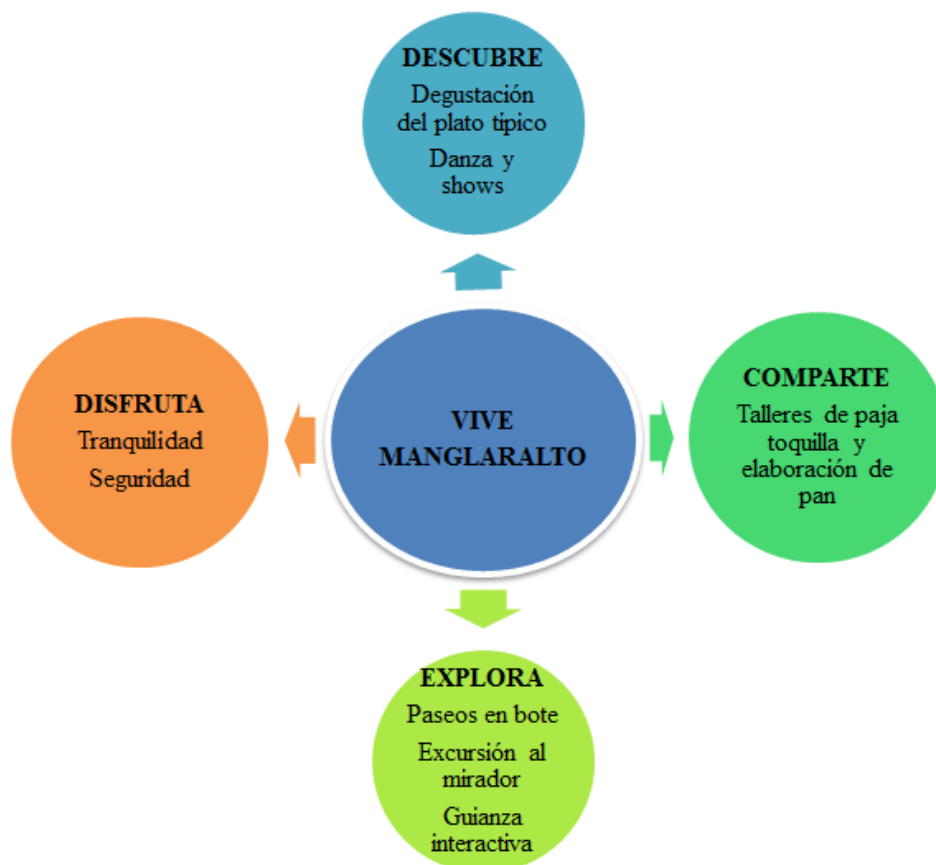 DESCUBRE
Degustación
del plato típico
Danza y
shows
DISFRUTA
Tranquilidad
Seguridad
VIVE
MANGLARALTO
COMPARTE
Talleres de paja
toquilla y
elaboración de
pan
EXPLORA
Paseos en bote
Excursión al
mirador
Guianza
interactiva